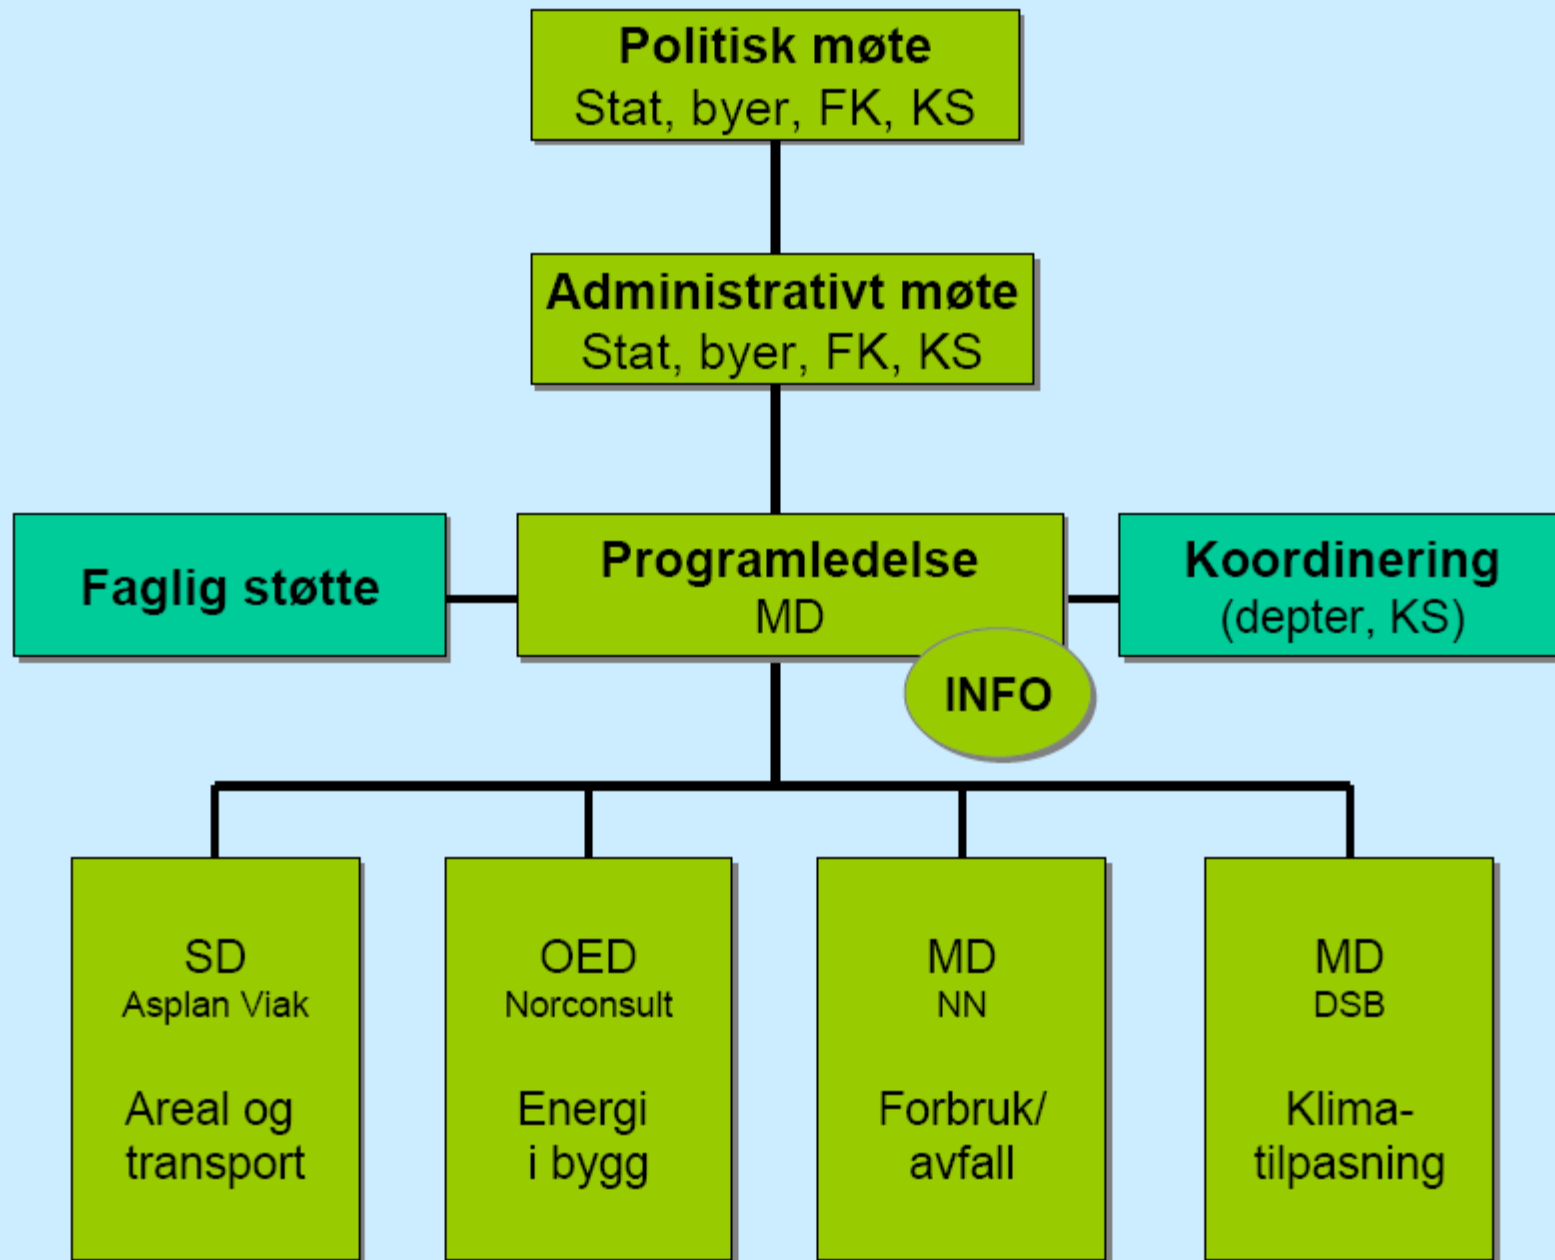 Politisk møte
Stat, byer, FK, KS
Administrativt møte
Stat, byer, FK, KS
Faglig støtte
Programledelse
MD
Koordinering
(depter, KS)
INFO
SD
Asplan Viak
Areal og
transport
OED
Norconsult
Energi
i bygg
MD
NN
Forbruk/
avfall
MD
DSB
Klima-
tilpasning